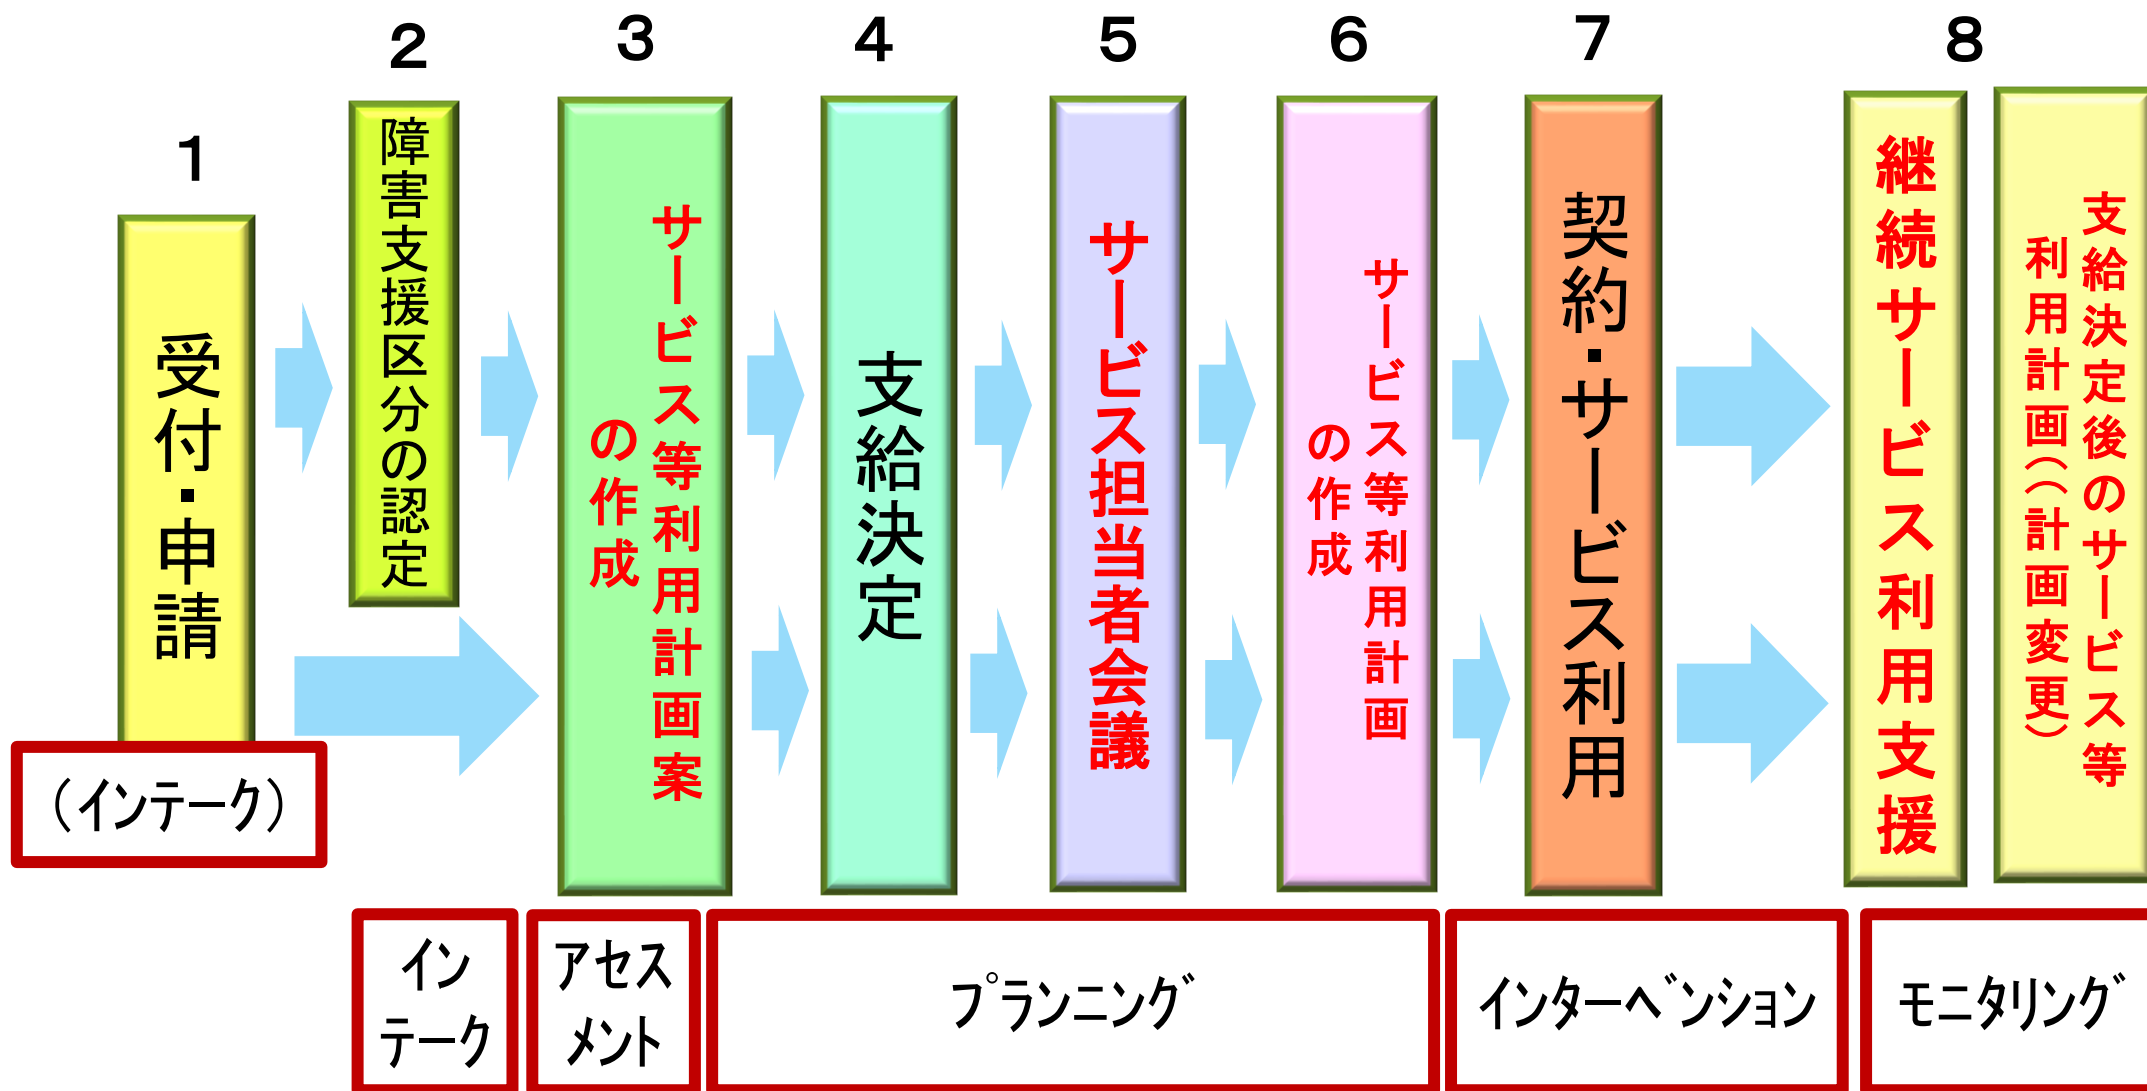 1
受付・申請
(インテーク)
2
障害支援区分の認定
3
サービス等利用計画案
の作成
4
支給決定
5
サービス担当者会議
6
サービス等利用計画
の作成
7
契約・サービス利用
8
継続サービス利用支援
支給決定後のサービス等
利用計画((計画変更)
イン
テーク
アセス
メント
プランニング
インターベンション
モニタリング